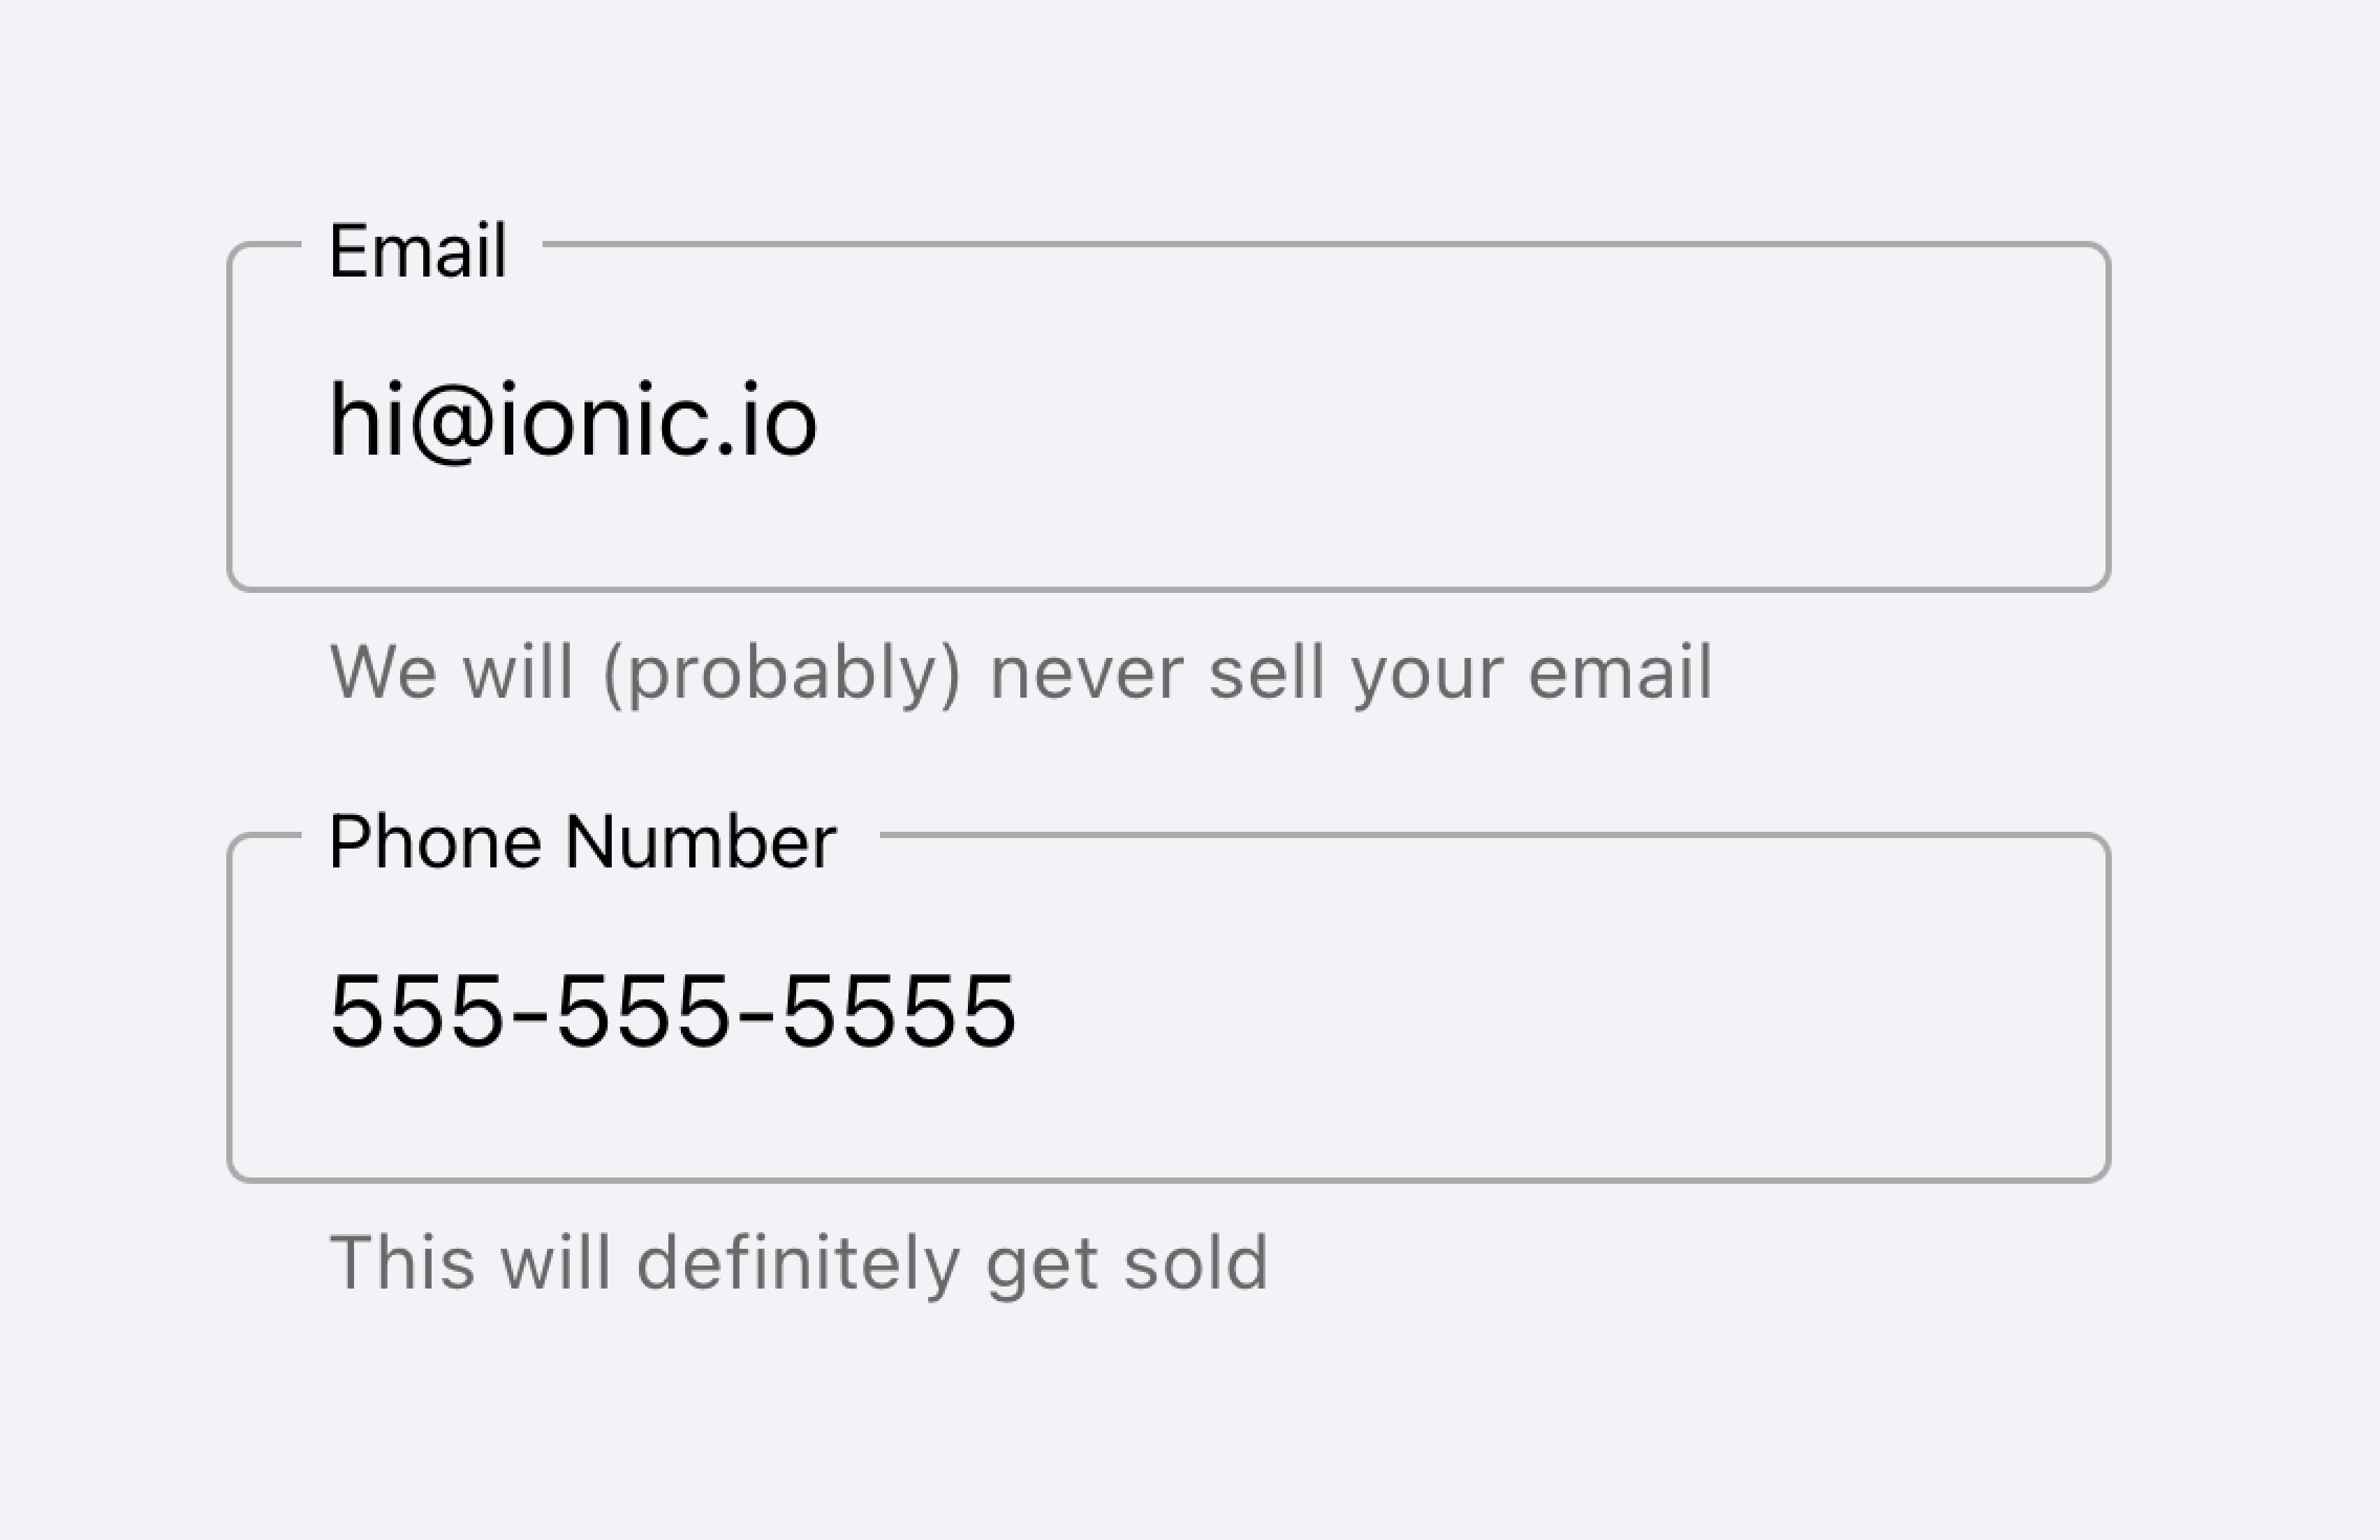 Email
hi@ionic.io
We will (probably) never sell your email
Phone Number
555-555-5555
This will definitely get sold